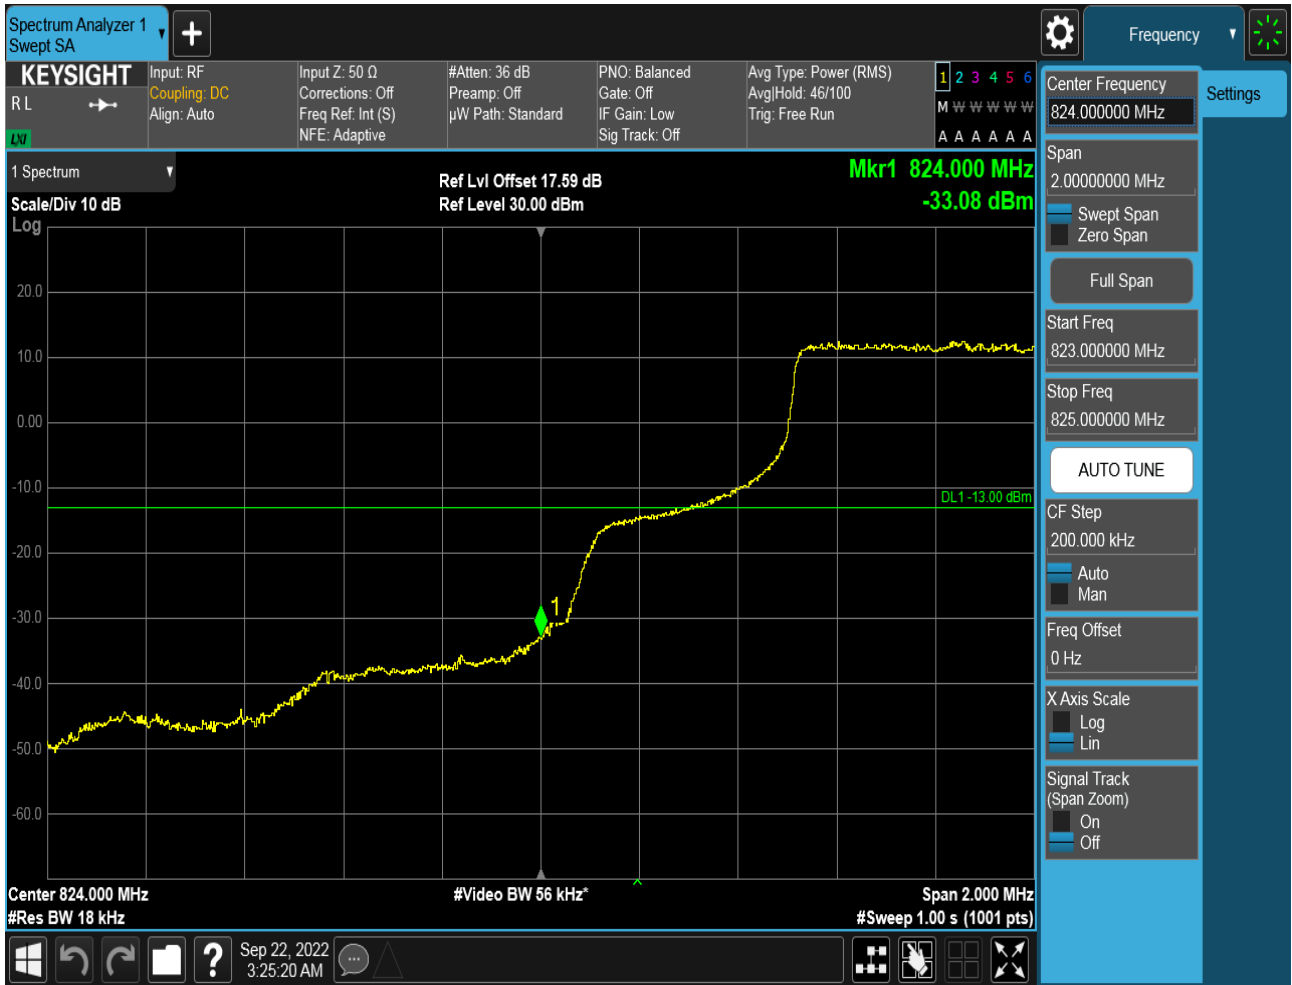 Spectrum Analyzer 1
Swept SA
Frequency
KEYSIGHT
R L
LXI
Input: RF
Coupling: DC
Align: Auto
Input Z: 50 Ω
Corrections: Off
Freq Ref: Int (S)
NFE: Adaptive
#Atten: 36 dB
Preamp: Off
µW Path: Standard
PNO: Balanced
Gate: Off
IF Gain: Low
Sig Track: Off
Avg Type: Power (RMS)
Avg|Hold: 46/100
Trig: Free Run
1 2 3 4 5 6
M W W W W W
A A A A A A
1 Spectrum
Scale/Div 10 dB
Log
Ref Lvl Offset 17.59 dB
Ref Level 30.00 dBm
Mkr1 824.000 MHz
-33.08 dBm
20.0
10.0
0.00
-10.0
-20.0
-30.0
-40.0
-50.0
-60.0
DL1 -13.00 dBm
1
Center 824.000 MHz
#Res BW 18 kHz
#Video BW 56 kHz*
Span 2.000 MHz
#Sweep 1.00 s (1001 pts)
Center Frequency
824.000000 MHz
Settings
Span
2.00000000 MHz
Swept Span
Zero Span
Full Span
Start Freq
823.000000 MHz
Stop Freq
825.000000 MHz
AUTO TUNE
CF Step
200.000 kHz
Auto
Man
Freq Offset
0 Hz
X Axis Scale
Log
Lin
Signal Track
(Span Zoom)
On
Off
?
Sep 22, 2022
3:25:20 AM